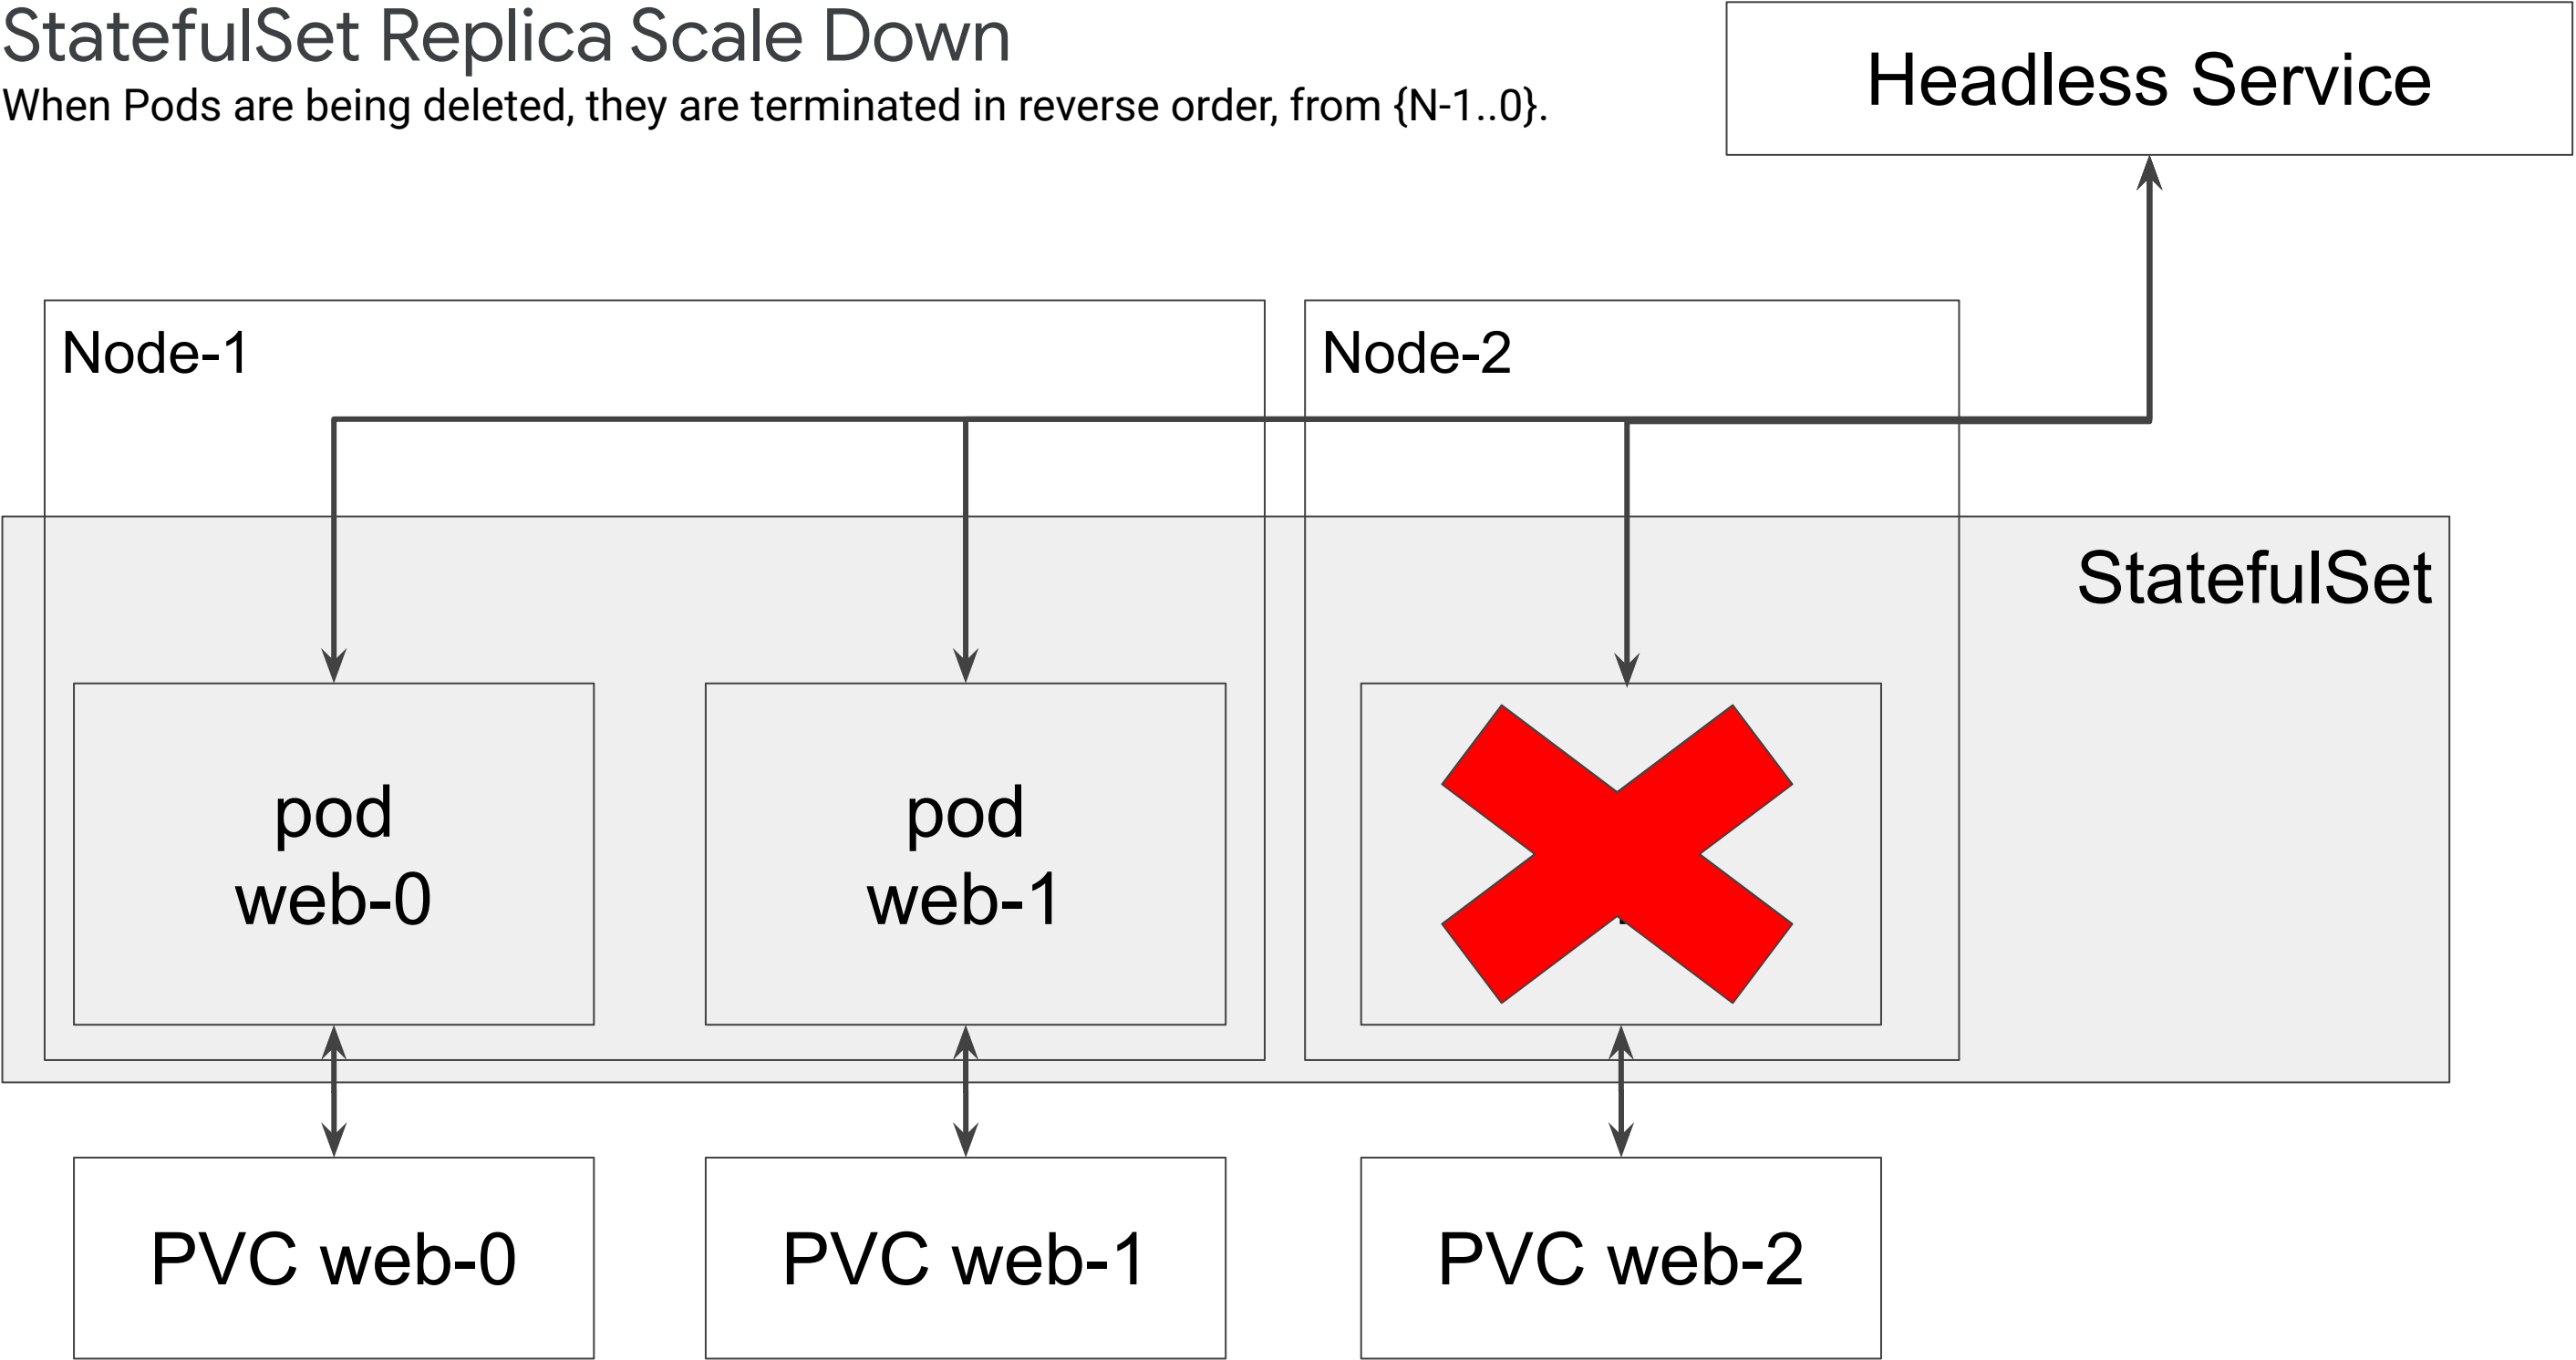 StatefulSet Replica Scale Down
When Pods are being deleted, they are terminated in reverse order, from {N-1..0}.
Headless Service
Node-1
Node-2
StatefulSet
pod
web-0
pod
web-1
PVC web-0
PVC web-1
PVC web-2